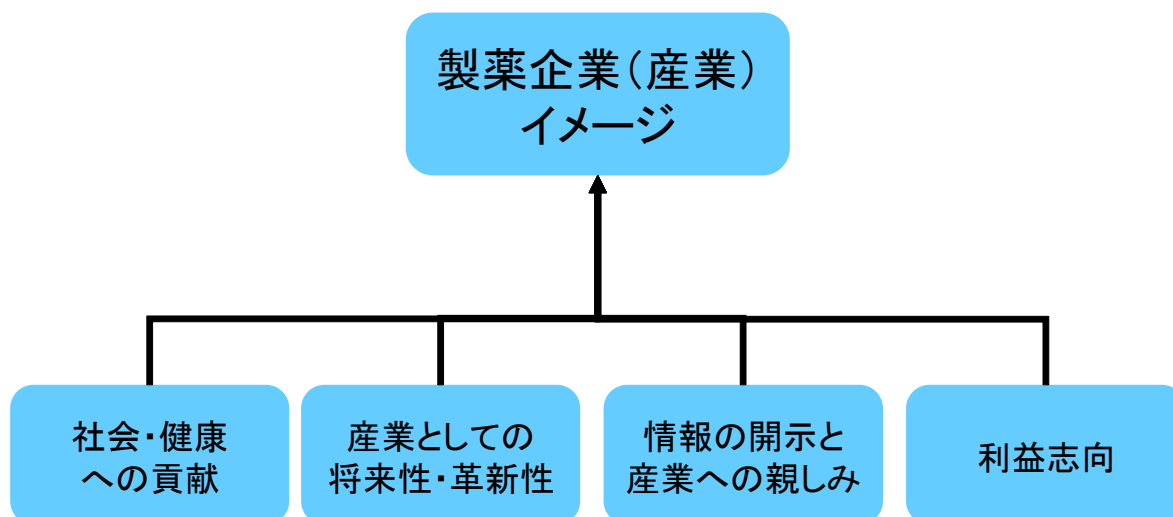 製薬企業(産業)
イメージ
社会・健康
への貢献
産業としての
将来性・革新性
情報の開示と
産業への親しみ
利益志向